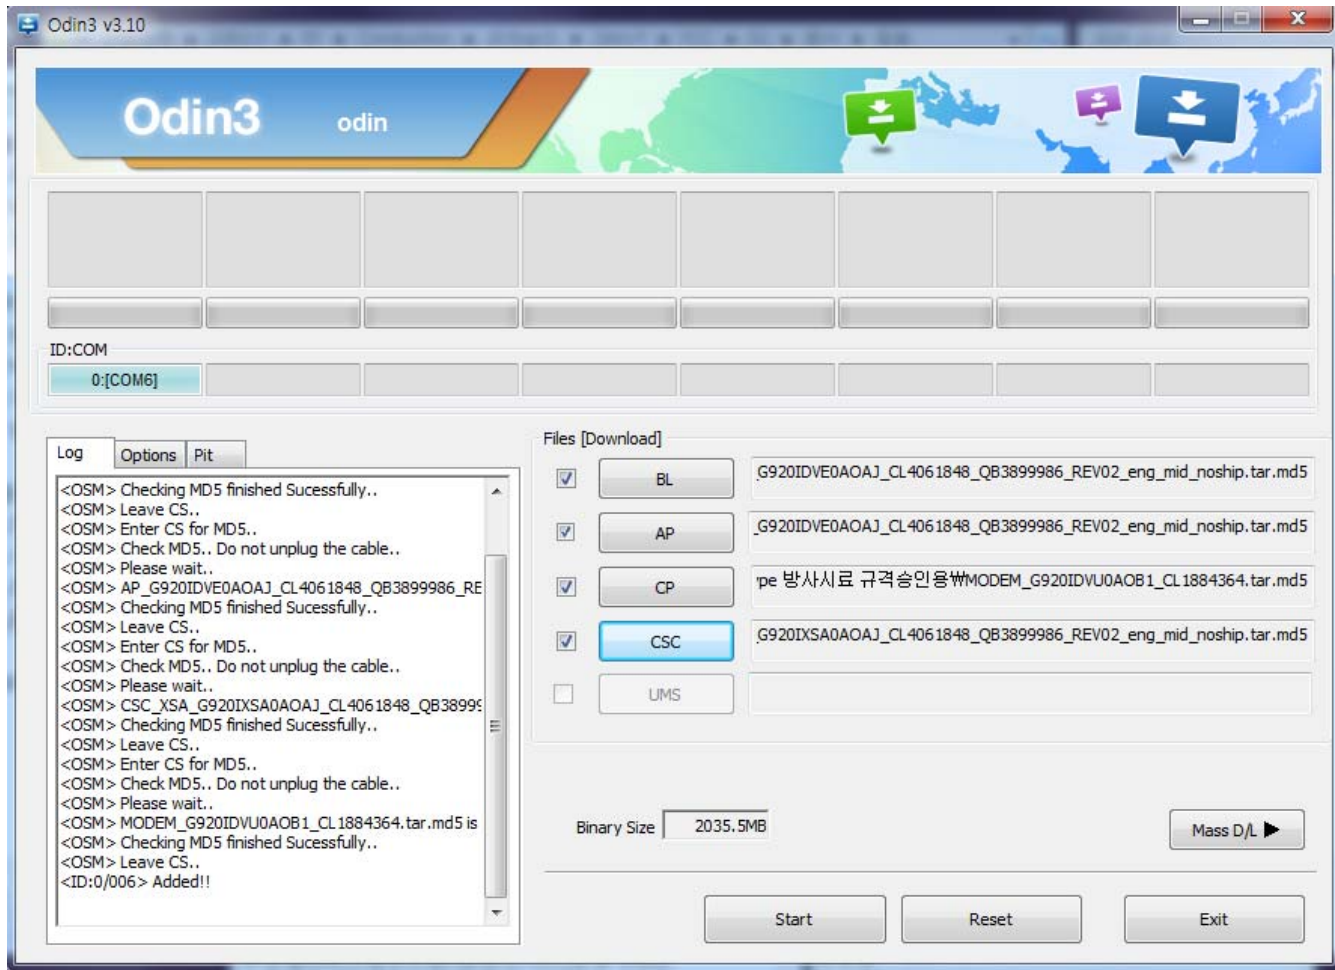 Odin3 v3.10
Odin3 odin
ID:COM
0:[COM6]
Log Options Pit
<OSM> Checking MD5 finished Sucessfully..
<OSM> Leave CS..
<OSM> Enter CS for MD5..
<OSM> Check MD5.. Do not unplug the cable..
<OSM> Please wait..
<OSM> AP_G920IDVE0AOAJ_CL4061848_QB3899986_RE
<OSM> Checking MD5 finished Sucessfully..
<OSM> Leave CS..
<OSM> Enter CS for MD5..
<OSM> Check MD5.. Do not unplug the cable..
<OSM> Please wait..
<OSM> CSC_XSA_G920IXSA0AOAJ_CL4061848_QB38999
<OSM> Checking MD5 finished Sucessfully..
<OSM> Leave CS..
<OSM> Enter CS for MD5..
<OSM> Check MD5.. Do not unplug the cable..
<OSM> Please wait..
<OSM> MODEM_G920IDVU0AOB1_CL1884364.tar.md5 is
<OSM> Checking MD5 finished Sucessfully..
<OSM> Leave CS..
<ID:0/006> Added!!
Files [Download]
BL _G920IDVE0AOAJ_CL4061848_QB3899986_REV02_eng_mid_noship.tar.md5
AP _G920IDVE0AOAJ_CL4061848_QB3899986_REV02_eng_mid_noship.tar.md5
CP pe 방사시료 규격승인용₩MODEM_G920IDVU0AOB1_CL1884364.tar.md5
CSC _G920IXSA0AOAJ_CL4061848_QB3899986_REV02_eng_mid_noship.tar.md5
UMS
Binary Size 2035.5MB
Mass D/L ▶
Start Reset Exit